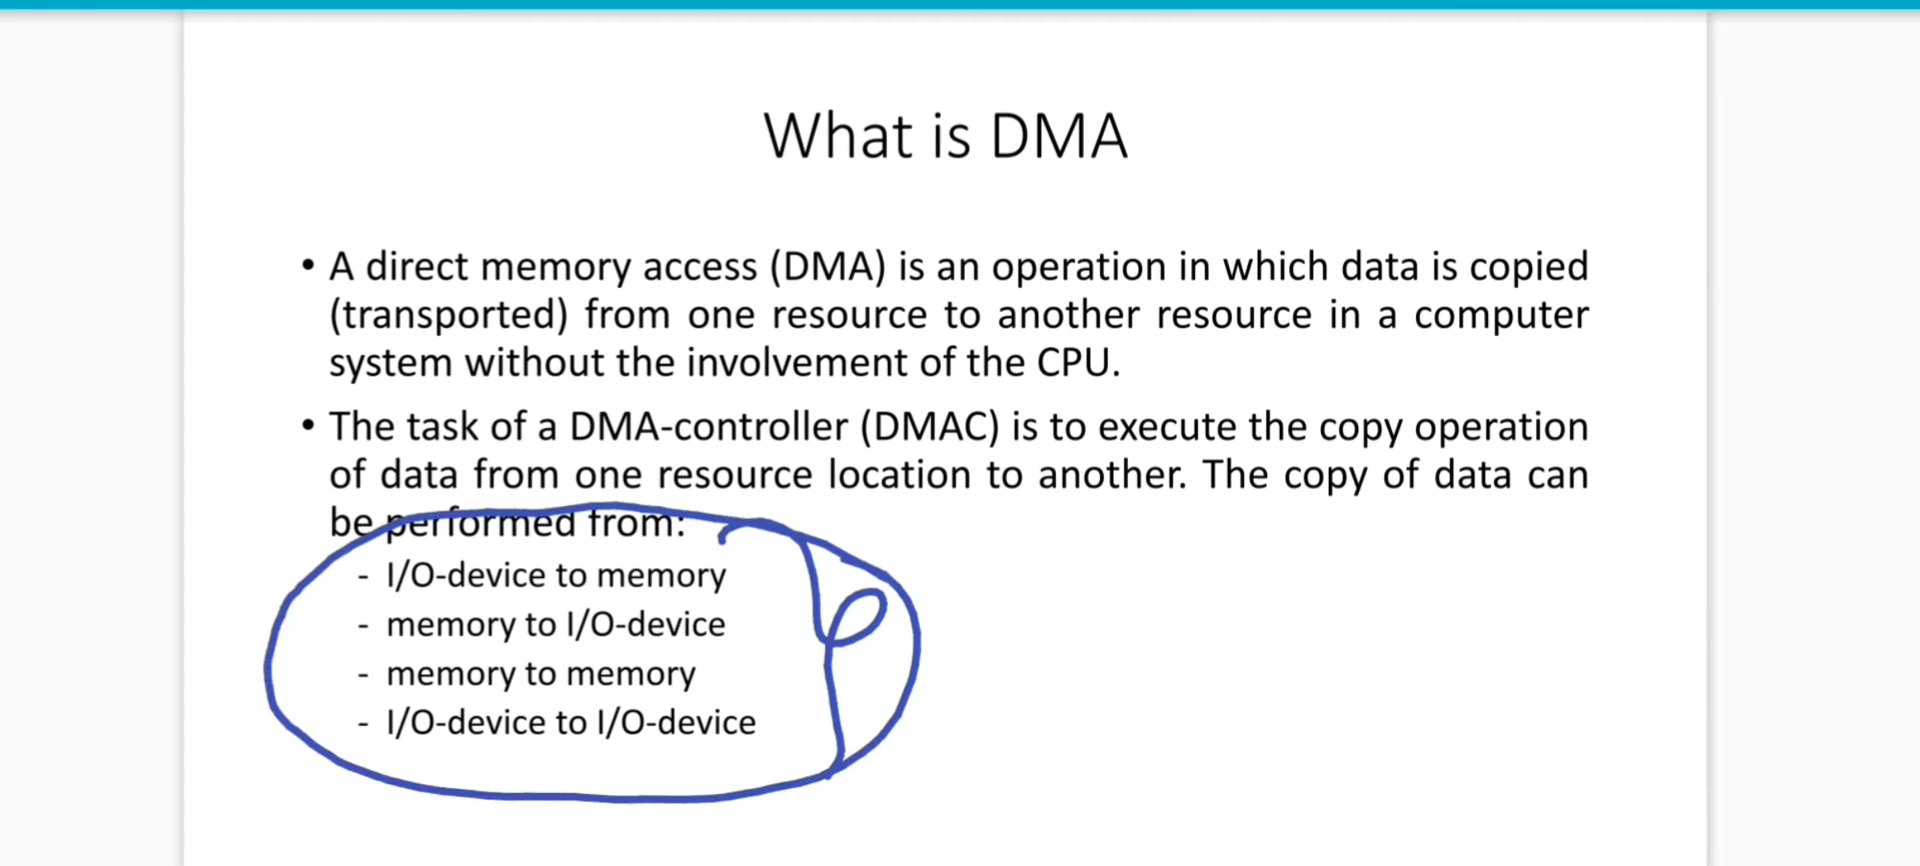 What is DMA
• A direct memory access (DMA) is an operation in which data is copied
(transported) from one resource to another resource in a computer
system without the involvement of the CPU.
• The task of a DMA-controller (DMAC) is to execute the copy operation
of data from one resource location to another. The copy of data can
be performed from:
- I/O-device to memory
- memory to I/O-device
- memory to memory
- I/O-device to I/O-device